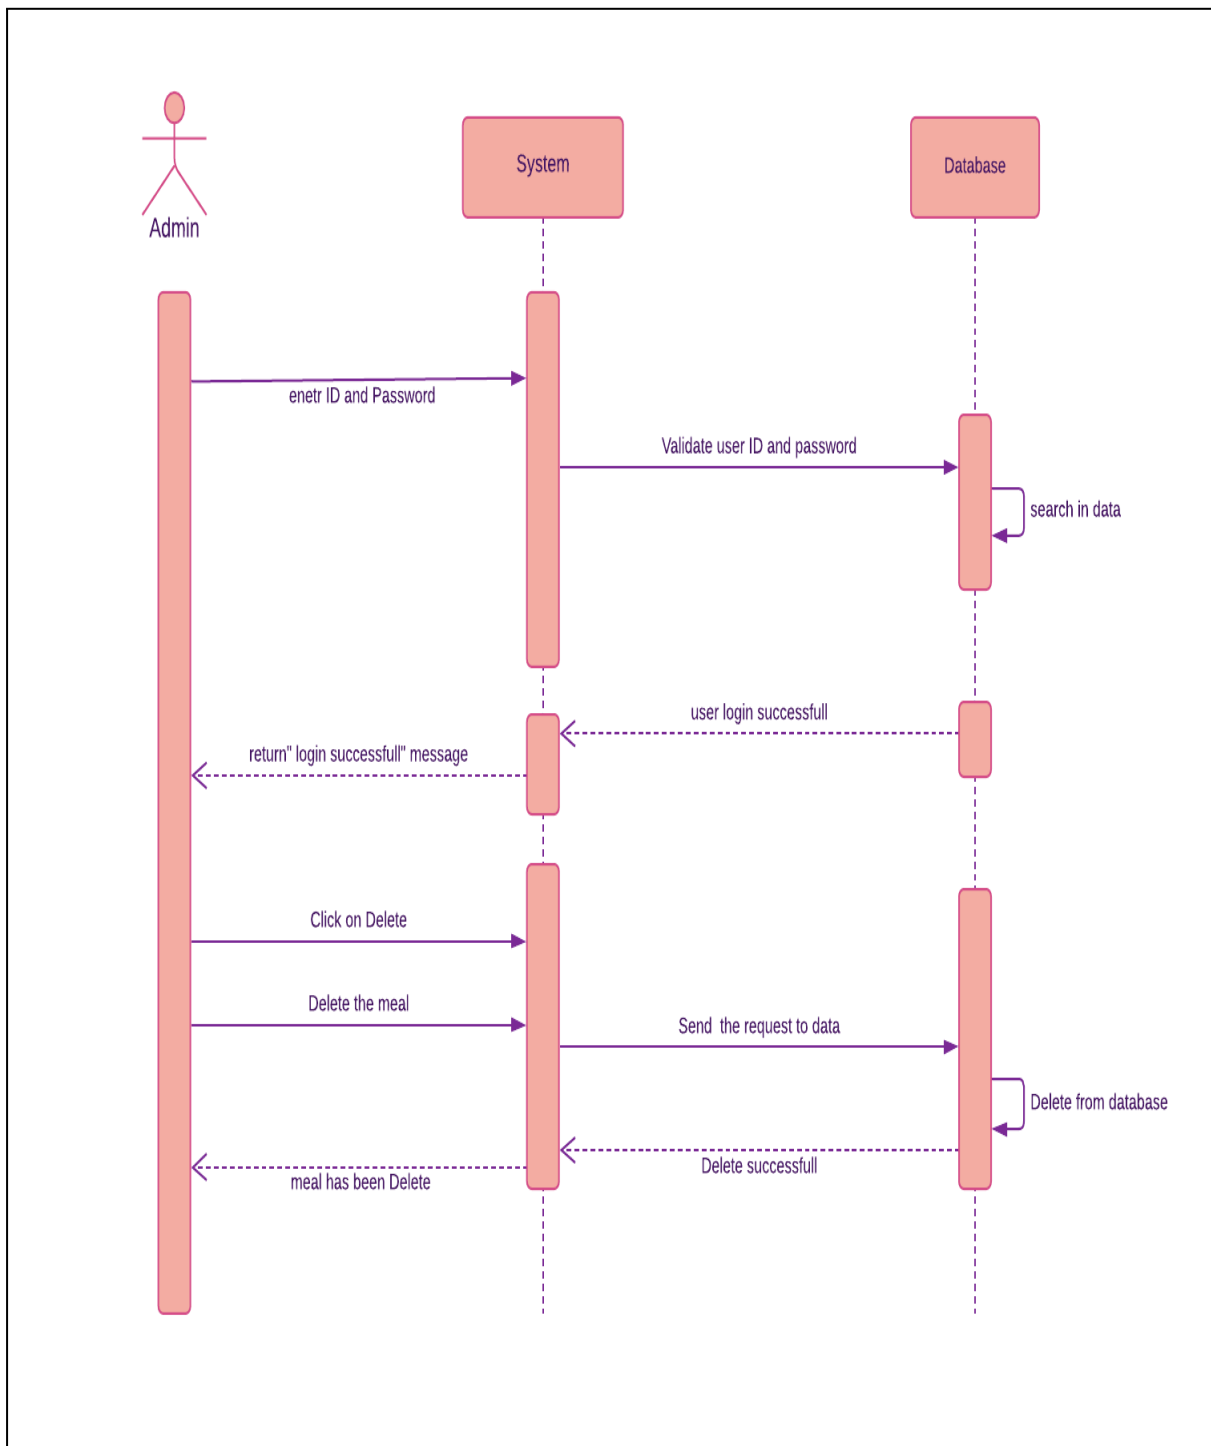 System
Database
Admin
enetr ID and Password
Validate user ID and password
search in data
user login successfull
return" login successfull" message
Click on Delete
Delete the meal
Send  the request to data
Delete from database
Delete successfull
meal has been Delete